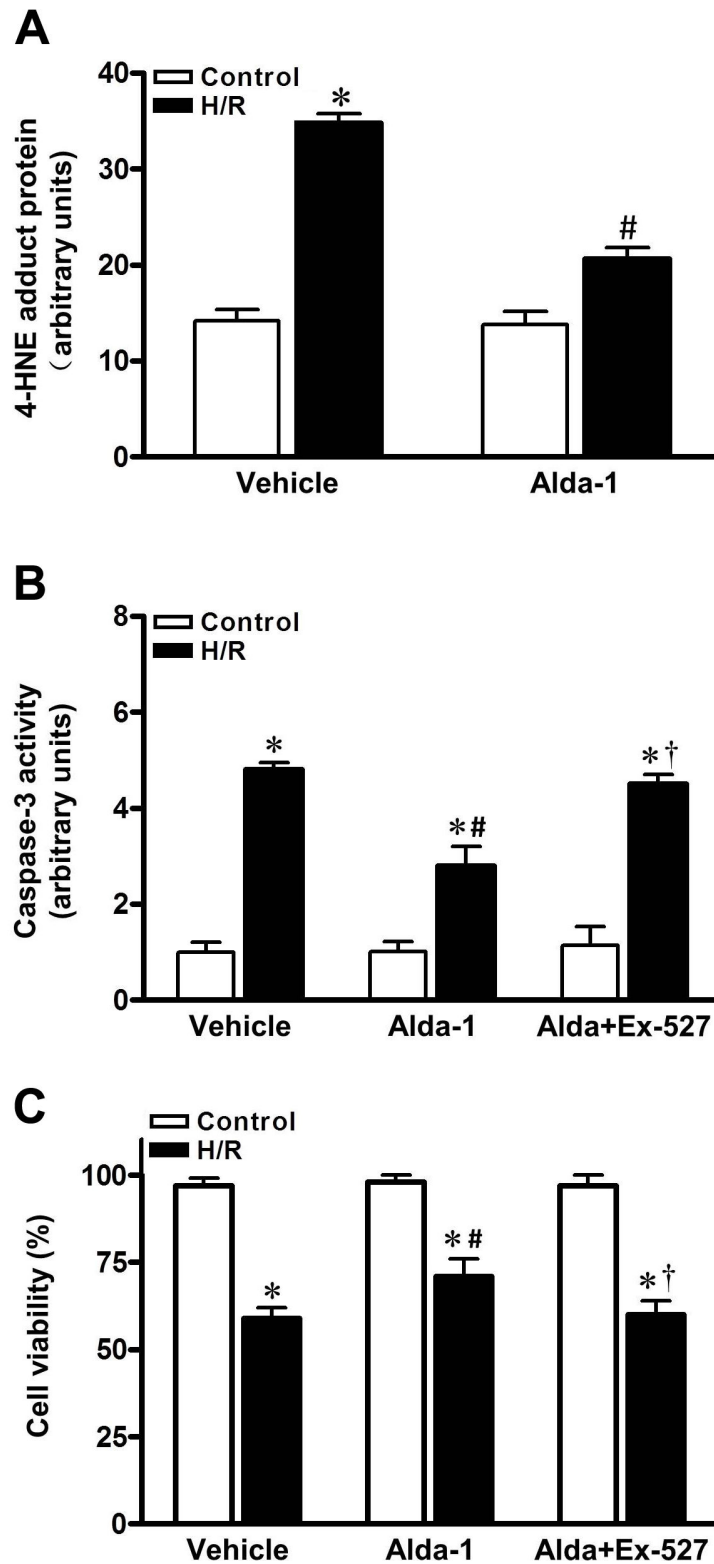 A
4-HNE adduct protein
（arbitrary units)
Control
H/R
40
30
20
10
0
*
#
Vehicle Alda-1
B
Caspase-3 activity
(arbitrary units)
Control
H/R
8
6
4
2
0
*
*#
*†
Vehicle Alda-1 Alda+Ex-527
C
Cell viability (%)
Control
H/R
100
75
50
25
0
*
*#
*†
Vehicle Alda-1 Alda+Ex-527